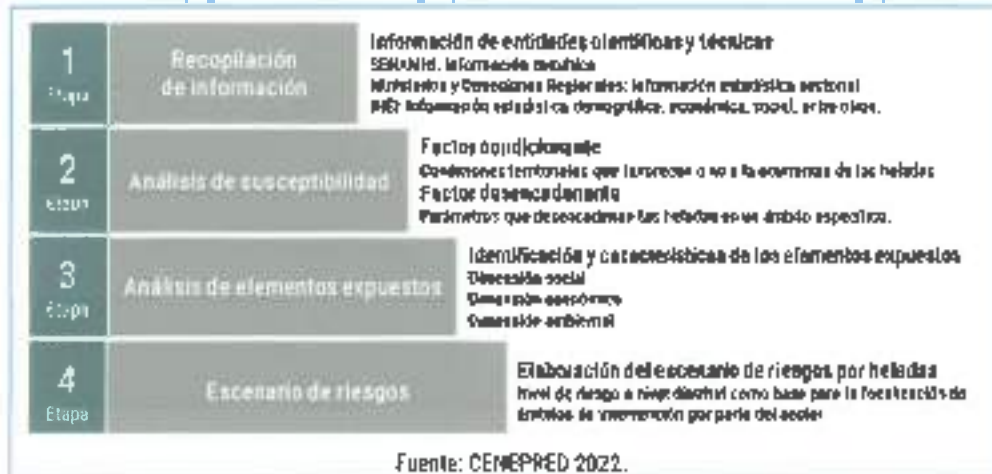 1
Etapa
Recopilación
de información
Información de entidades científicas y técnicas
SENAMHI: Información científica
Ministerios y Direcciones Regionales: Información estadística sectorial
INEI: Información estadística demográfica, económica, social, entre otros.
2
Etapa
Análisis de susceptibilidad
Factor condicionante
Condiciones territoriales que favorecen o no a la ocurrencia de las heladas
Factor desencadenante
Parámetros que desencadenan las heladas en un ámbito específico.
3
Etapa
Análisis de elementos expuestos
Identificación y características de los elementos expuestos
Dimensión social
Dimensión económica
Dimensión ambiental
4
Etapa
Escenario de riesgos
Elaboración del escenario de riesgos por heladas
Nivel de riesgo a nivel distrital como base para la focalización de
ámbitos de intervención por parte del sector
Fuente: CENEPRED 2022.